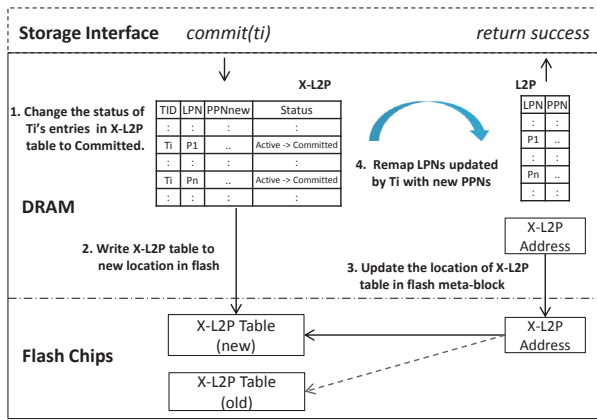 Storage Interface commit(ti) return success
X-L2P
L2P
1. Change the status of
Ti's entries in X-L2P
table to Committed.
TID LPN PPNnew Status
: : : :
Ti P1 .. Active -> Committed
: : : :
Ti Pn .. Active -> Committed
: : : :
LPN PPN
: :
P1 ..
: :
Pn ..
: :
4. Remap LPNs updated
by Ti with new PPNs
DRAM
X-L2P
Address
2. Write X-L2P table to
new location in flash
3. Update the location of X-L2P
table in flash meta-block
Flash Chips
X-L2P Table
(new)
X-L2P
Address
X-L2P Table
(old)